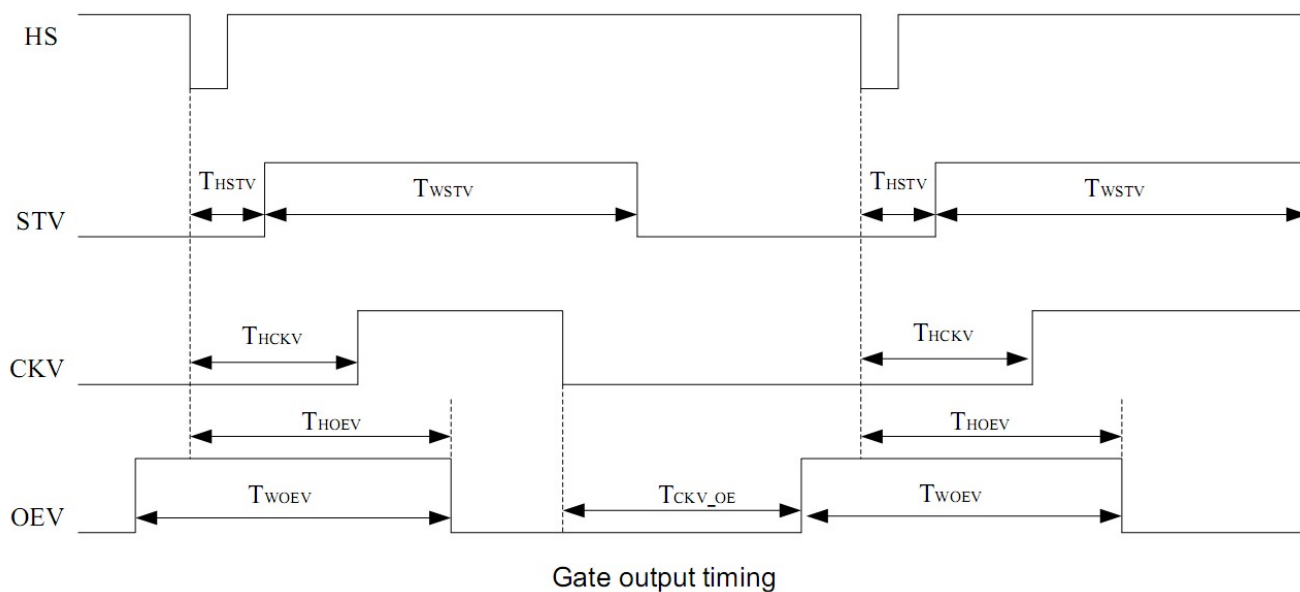 HS
THSTV
TWSTV
THSTV
TWSTV
STV
THCKV
THCKV
CKV
THOEV
THOEV
TWOEV
TCKV_OE
TWOEV
OEV
Gate output timing